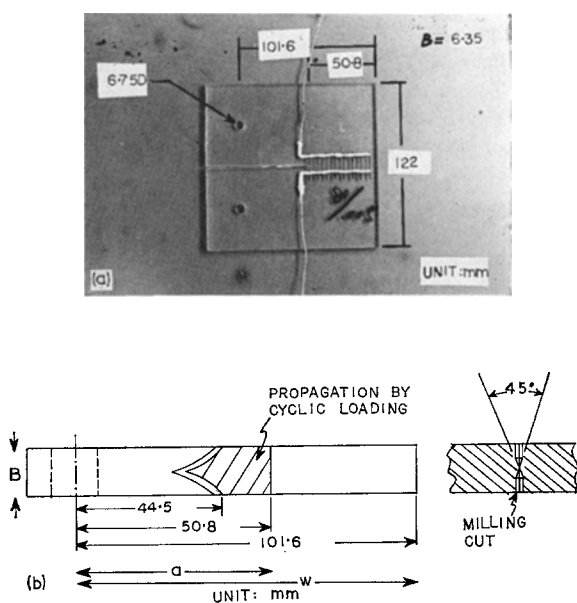 101.6
B = 6.35
50.8
6.75D
122
(a)
UNIT:mm
PROPAGATION BY
CYCLIC LOADING
45°
B
44.5
50.8
101.6
MILLING
CUT
a
(b)
w
UNIT: mm